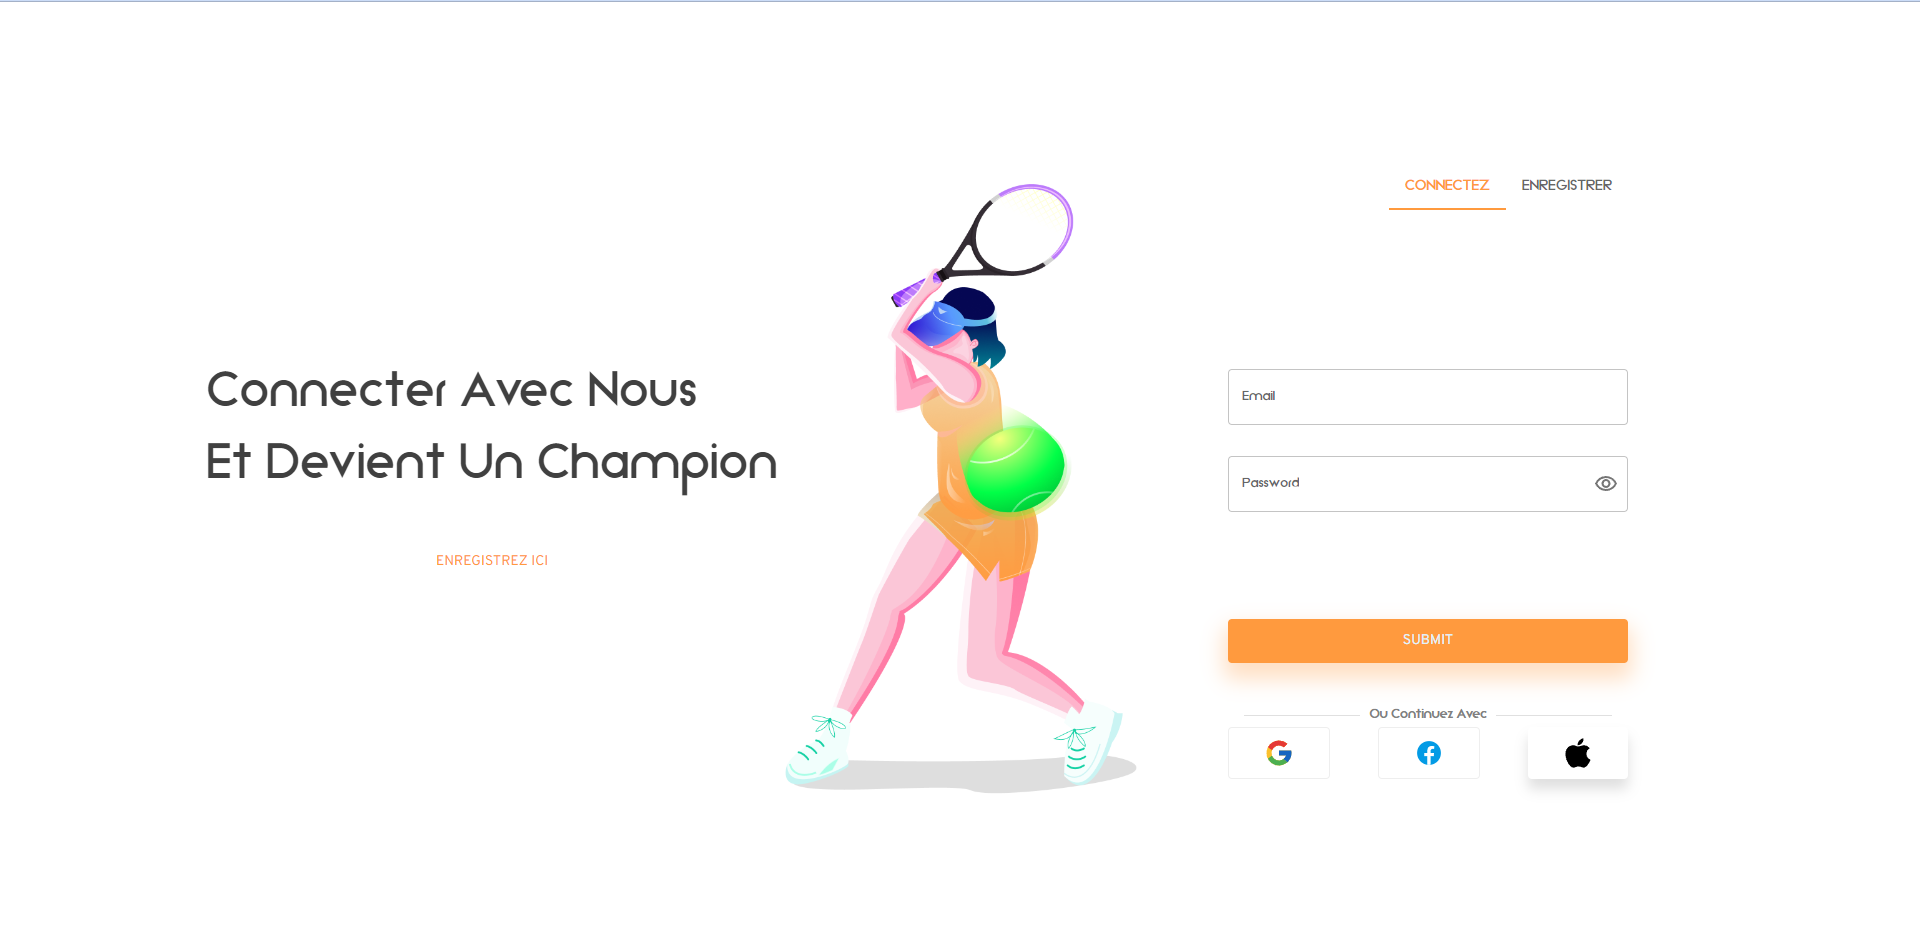 CONNECTEZ ENREGISTRER
Connecter Avec Nous
Et Devient Un Champion
ENREGISTREZ ICI
Email
Password
SUBMIT
Ou Continuez Avec